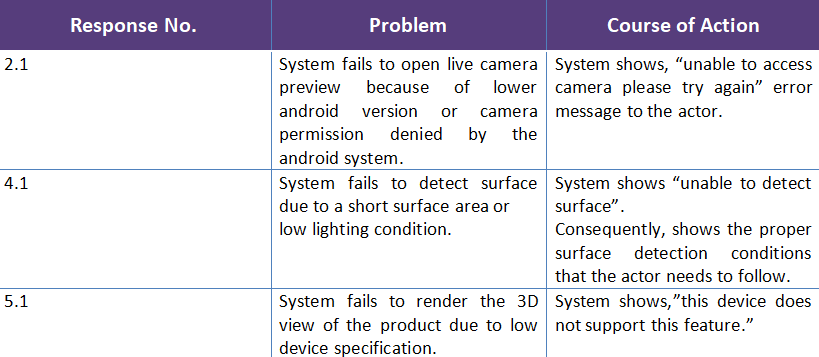 Response No. Problem Course of Action
2.1
System fails to open live camera
preview because of lower
android version or camera
permission denied by the
android system.
System shows, “unable to access
camera please try again” error
message to the actor.
4.1
System fails to detect surface
due to a short surface area or
low lighting condition.
System shows “unable to detect
surface”.
Consequently, shows the proper
surface detection conditions
that the actor needs to follow.
5.1
System fails to render the 3D
view of the product due to low
device specification.
System shows,”this device does
not support this feature.”